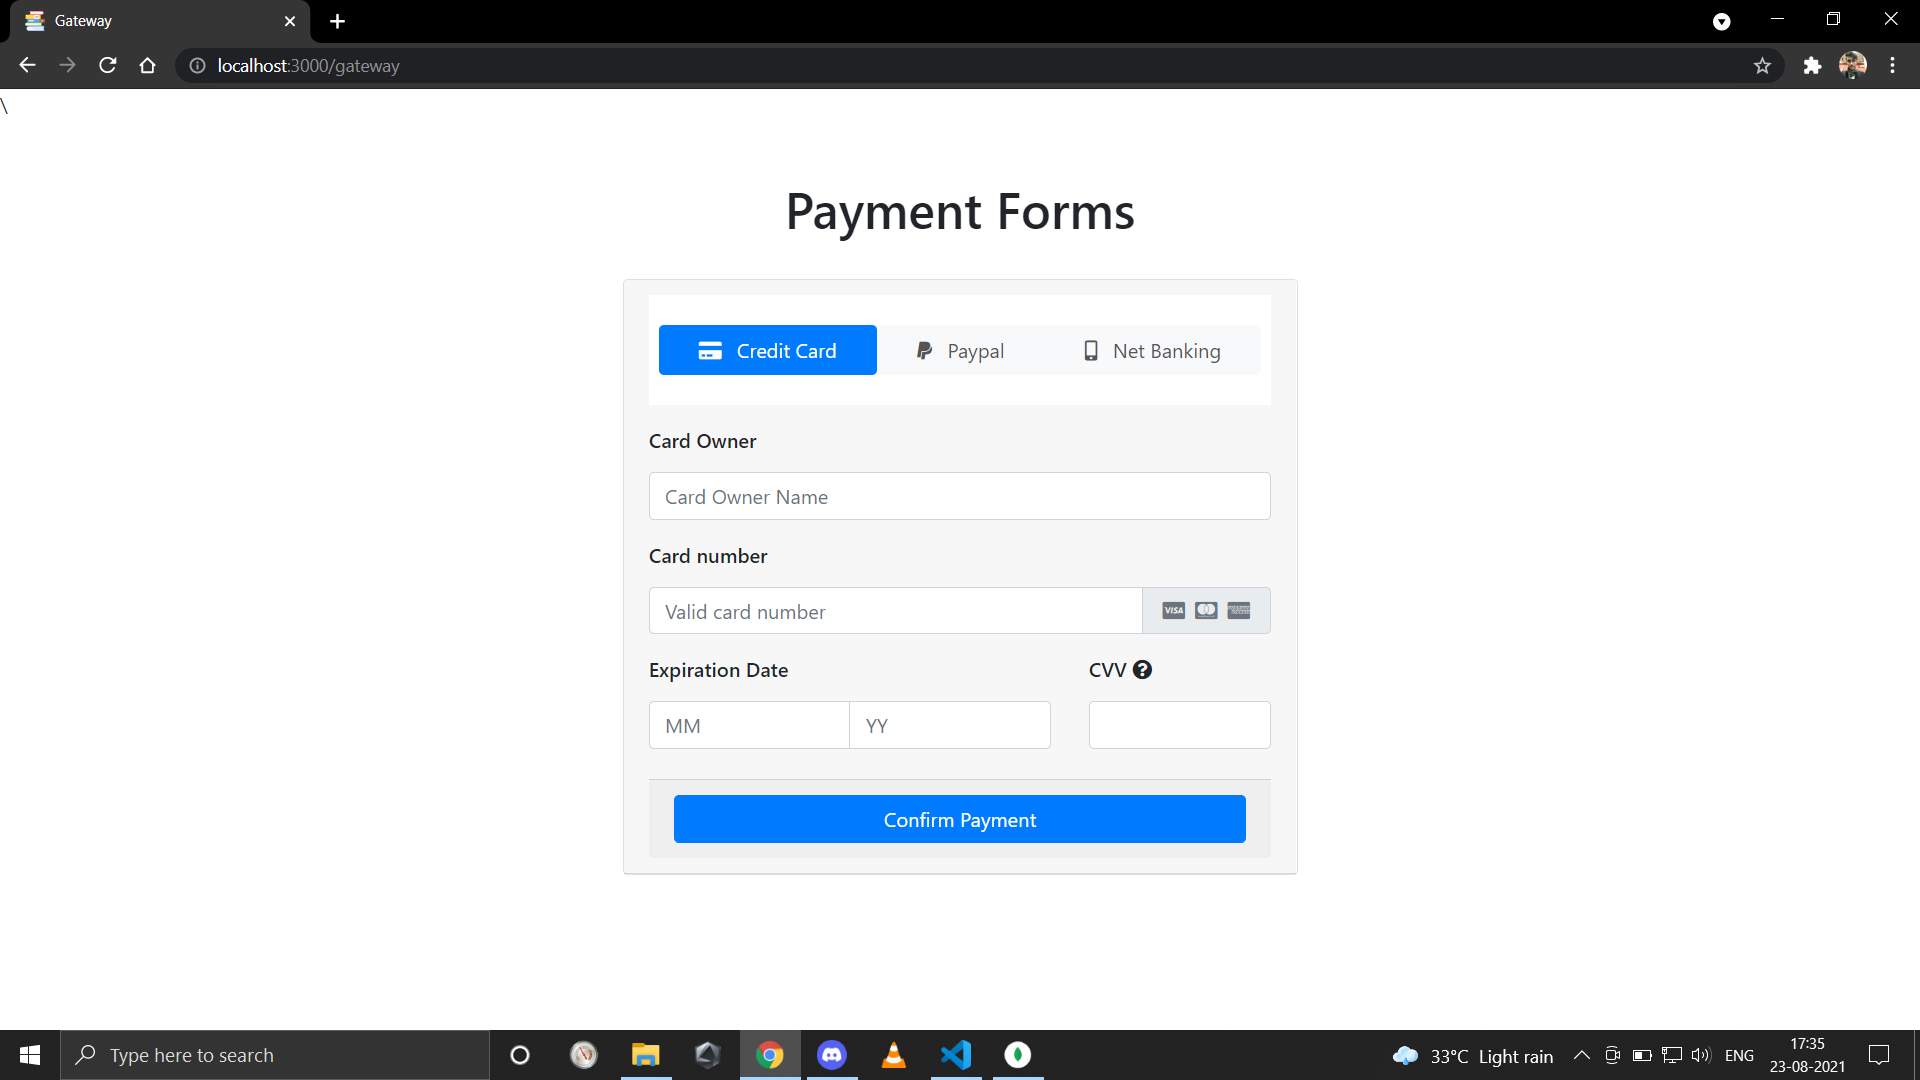 Gateway
localhost:3000/gateway
\
Payment Forms
Credit Card Paypal Net Banking
Card Owner
Card Owner Name
Card number
Valid card number VISA
Expiration Date CVV
MM YY
Confirm Payment
Type here to search 33°C Light rain ENG 17:35
23-08-2021